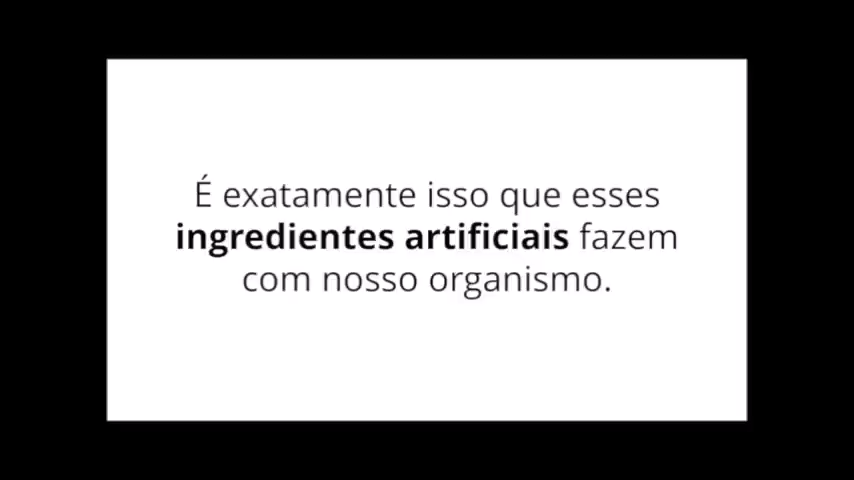 É exatamente isso que esses
ingredientes artificiais fazem
com nosso organismo.